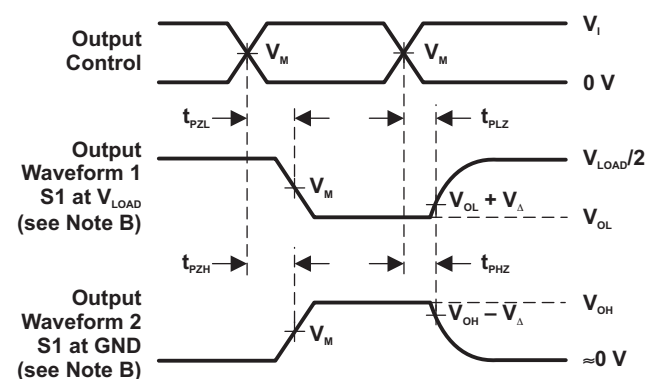 Output
Control
V_M
V_M
V_I
0 V
t_PZL
t_PLZ
Output
Waveform 1
S1 at V_LOAD
(see Note B)
V_M
V_LOAD/2
V_OL + V_Δ
V_OL
t_PZH
t_PHZ
Output
Waveform 2
S1 at GND
(see Note B)
V_M
V_OH
V_OH – V_Δ
≈0 V